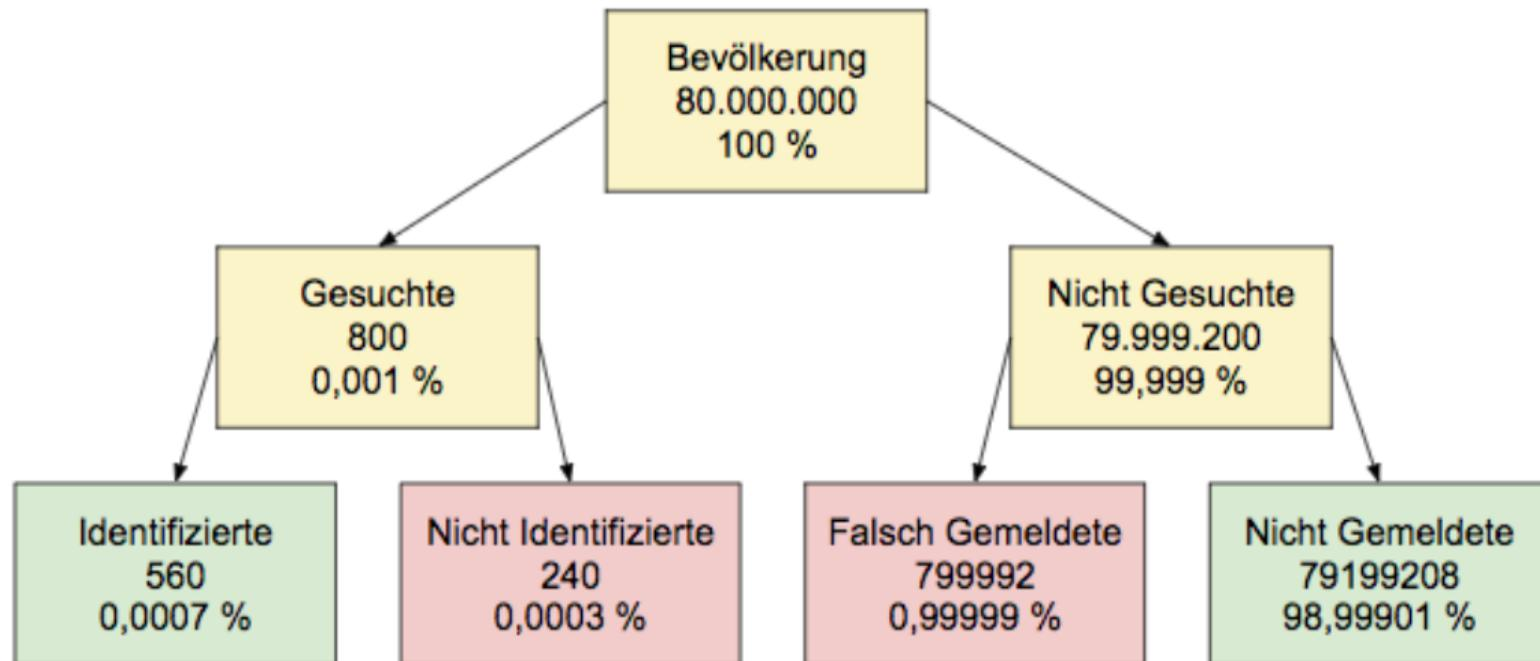 Bevölkerung
80.000.000
100 %
Gesuchte
800
0,001 %
Nicht Gesuchte
79.999.200
99,999 %
Identifizierte
560
0,0007 %
Nicht Identifizierte
240
0,0003 %
Falsch Gemeldete
799992
0,99999 %
Nicht Gemeldete
79199208
98,99901 %